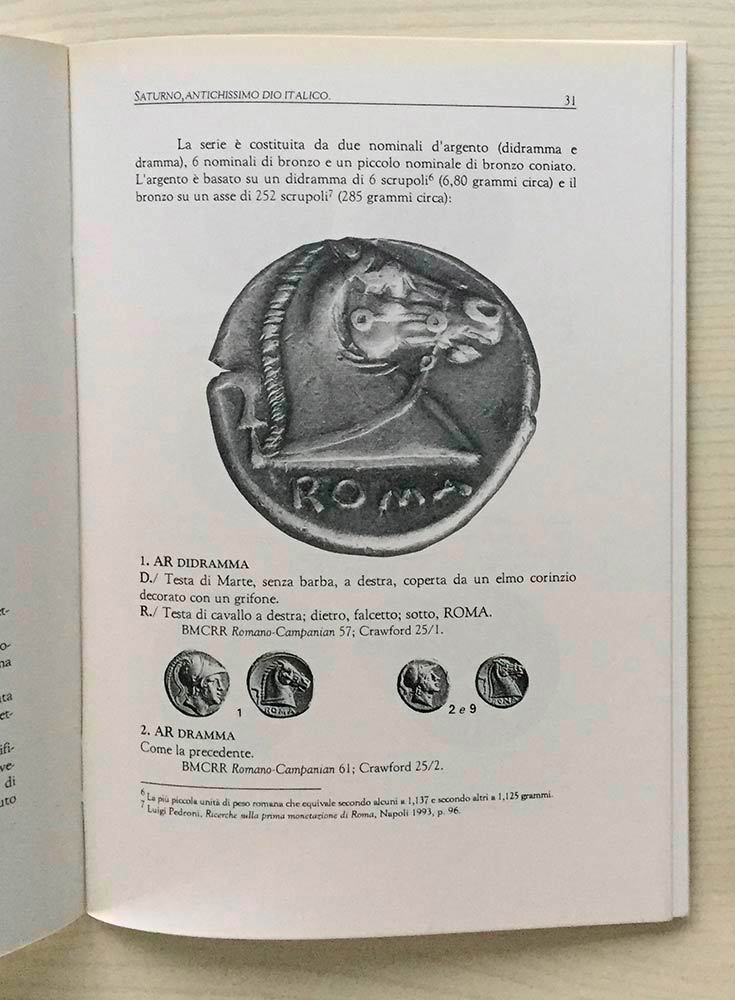 SATURNO, ANTICHISSIMO DIO ITALICO.
31
La serie è costituita da due nominali d'argento (didramma e
dramma), 6 nominali di bronzo e un piccolo nominale di bronzo coniato.
L'argento è basato su un didramma di 6 scrupoli⁶ (6,80 grammi circa) e il
bronzo su un asse di 252 scrupoli⁷ (285 grammi circa):
ROMA
1. AR DIDRAMMA
D./ Testa di Marte, senza barba, a destra, coperta da un elmo corinzio
decorato con un grifone.
R./ Testa di cavallo a destra; dietro, falcetto; sotto, ROMA.
BMCRR Romano-Campanian 57; Crawford 25/1.
1
ROMA
2 e 9
2. AR DRAMMA
Come la precedente.
BMCRR Romano-Campanian 61; Crawford 25/2.
⁶ La più piccola unità di peso romana che equivale secondo alcuni a 1,137 e secondo altri a 1,125 grammi.
⁷ Luigi Pedroni, Ricerche sulla prima monetazione di Roma, Napoli 1993, p. 96.